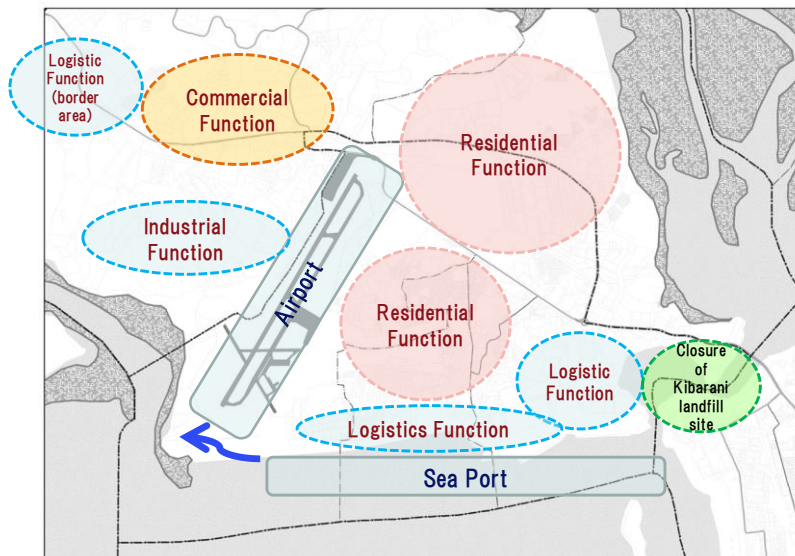 Logistic
Function
(border
area)
Commercial
Function
Residential
Function
Industrial
Function
Airport
Residential
Function
Closure
of
Kibarani
landfill
site
Logistic
Function
Logistics Function
Sea Port